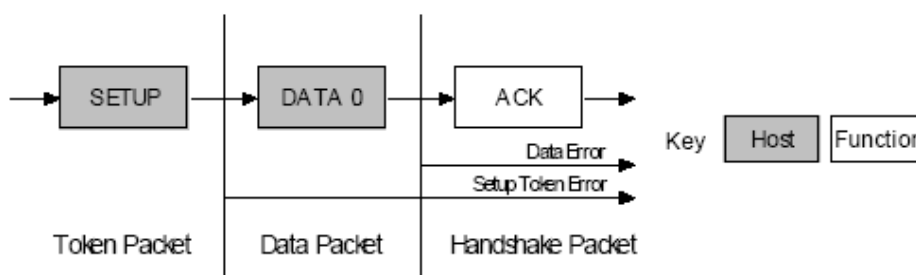 SETUP
DATA 0
ACK
Data Error
Setup Token Error
Key
Host
Function
Token Packet
Data Packet
Handshake Packet